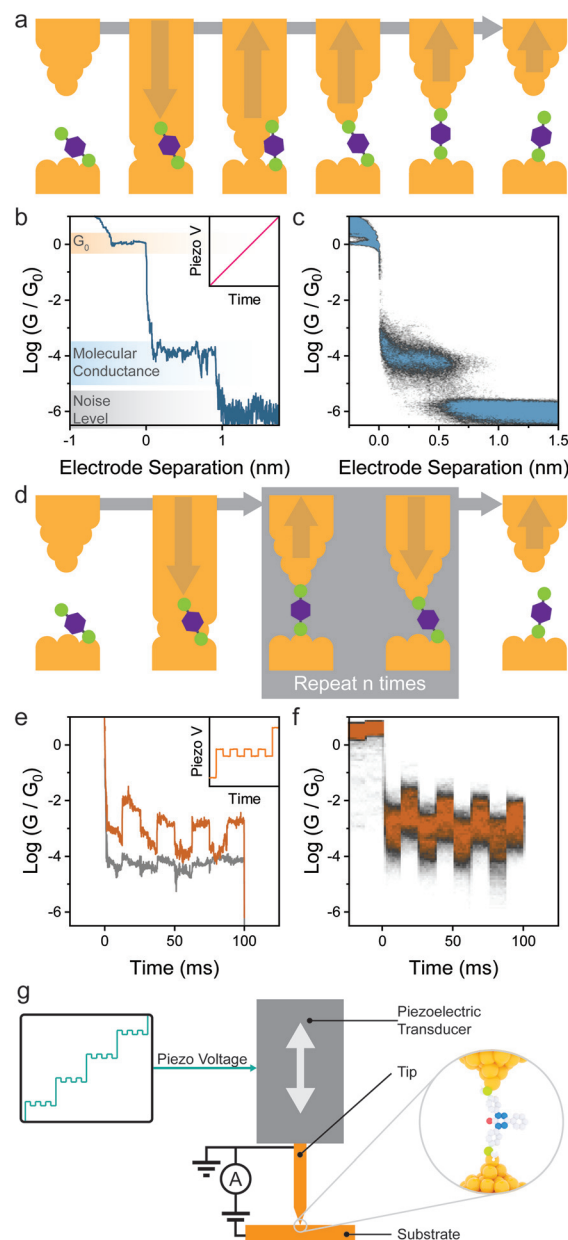 a
b
G0
Piezo V
Time
0
-2
-4
-6
Log (G / G0)
Molecular
Conductance
Noise
Level
-1
0
1
Electrode Separation (nm)
c
0
-2
-4
-6
Log (G / G0)
0.0
0.5
1.0
1.5
Electrode Separation (nm)
d
Repeat n times
e
Piezo V
Time
0
-2
-4
-6
Log (G / G0)
0
50
100
Time (ms)
f
0
-2
-4
-6
Log (G / G0)
0
50
100
Time (ms)
g
Piezo Voltage
Piezoelectric
Transducer
Tip
A
Substrate